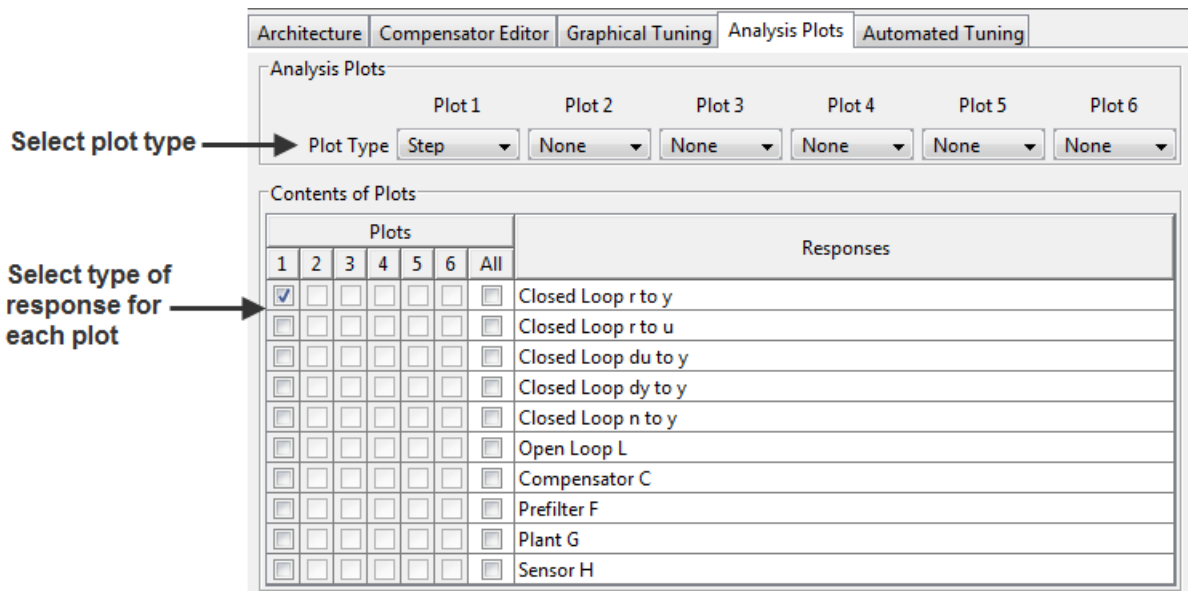 Architecture Compensator Editor Graphical Tuning Analysis Plots Automated Tuning
Analysis Plots
Plot 1 Plot 2 Plot 3 Plot 4 Plot 5 Plot 6
Select plot type
Plot Type Step None None None None None
Contents of Plots
Plots
Responses
1 2 3 4 5 6 All
Select type of
response for
each plot
Closed Loop r to y
Closed Loop r to u
Closed Loop du to y
Closed Loop dy to y
Closed Loop n to y
Open Loop L
Compensator C
Prefilter F
Plant G
Sensor H